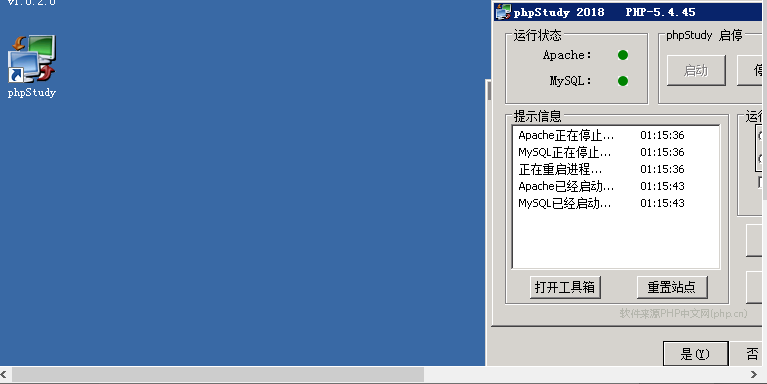 v1.0.2.0
phpStudy
phpStudy 2018 PHP-5.4.45
运行状态
Apache:
MySQL:
phpStudy 启停
启动
提示信息
Apache正在停止... 01:15:36
MySQL正在停止... 01:15:36
正在重启进程... 01:15:36
Apache已经启动... 01:15:43
MySQL已经启动... 01:15:43
打开工具箱
重置站点
软件来源PHP中文网(php.cn)
是(Y)
否